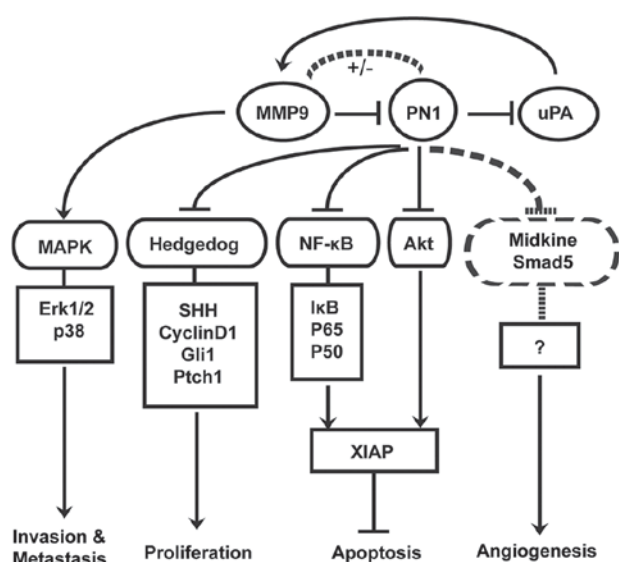 +/-
MMP9
PN1
uPA
MAPK
Hedgedog
NF-κB
Akt
Midkine
Smad5
Erk1/2
p38
SHH
CyclinD1
Gli1
Ptch1
IκB
P65
P50
?
XIAP
Invasion &
Metastasis
Proliferation
Apoptosis
Angiogenesis